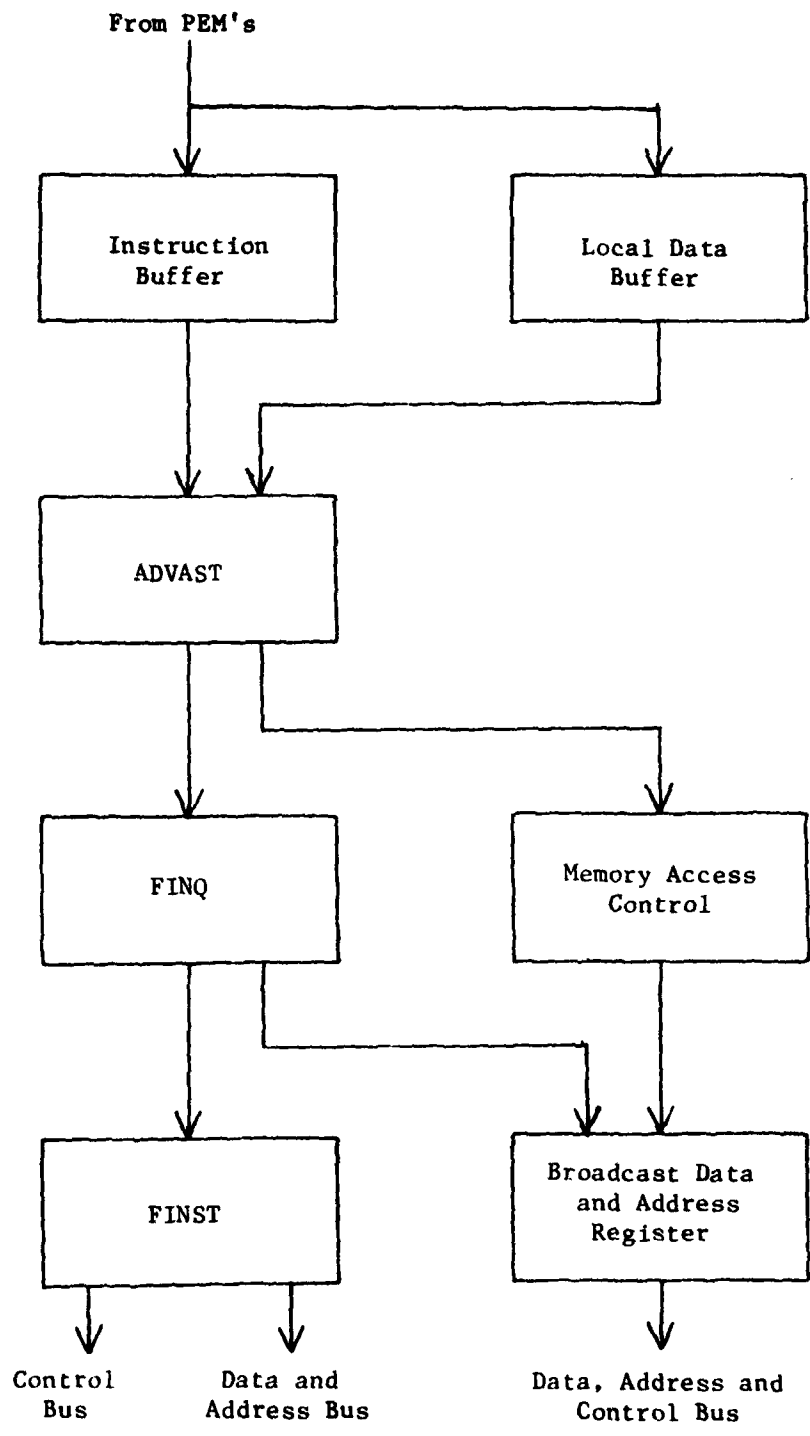 From PEM's
Instruction
Buffer
Local Data
Buffer
ADVAST
FINQ
Memory Access
Control
FINST
Broadcast Data
and Address
Register
Control
Bus
Data and
Address Bus
Data, Address and
Control Bus